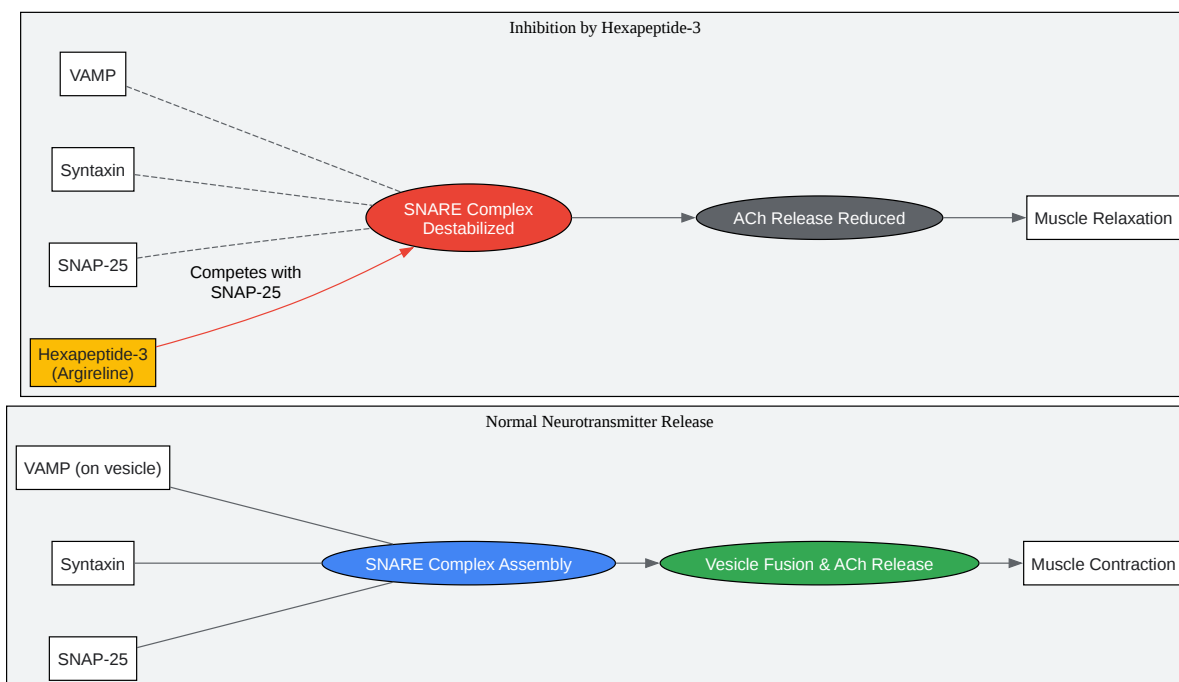 Inhibition by Hexapeptide-3
VAMP
Syntaxin
SNAP-25
Hexapeptide-3
(Argireline)
Competes with
SNAP-25
SNARE Complex
Destabilized
ACh Release Reduced
Muscle Relaxation
Normal Neurotransmitter Release
VAMP (on vesicle)
Syntaxin
SNAP-25
SNARE Complex Assembly
Vesicle Fusion & ACh Release
Muscle Contraction